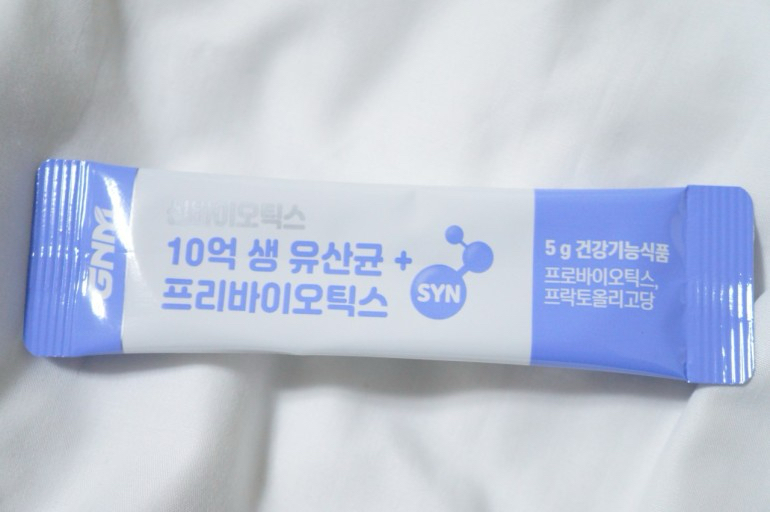 GNM
신바이오틱스
10억 생 유산균 +
프리바이오틱스
SYN
5 g 건강기능식품
프로바이오틱스,
프락토올리고당